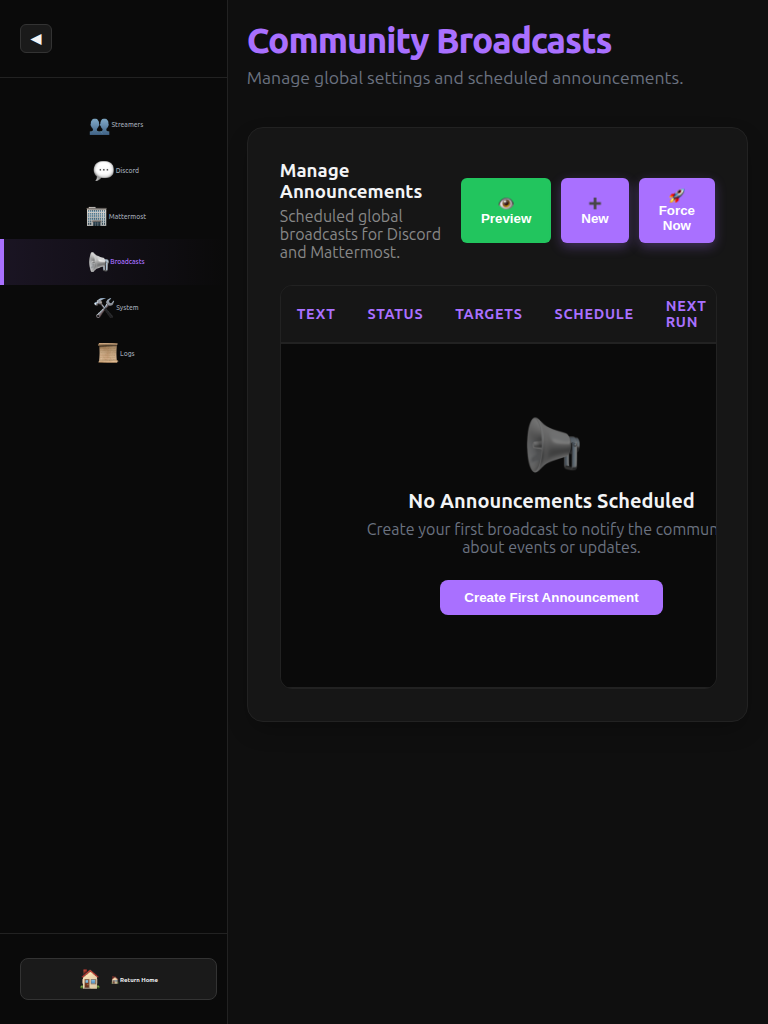 Community Broadcasts
Manage global settings and scheduled announcements.
Streamers
Discord
Mattermost
Broadcasts
System
Logs
Manage
Announcements
Scheduled global
broadcasts for Discord
and Mattermost.
Preview
New
Force
Now
TEXT
STATUS
TARGETS
SCHEDULE
NEXT
RUN
No Announcements Scheduled
Create your first broadcast to notify the commun
about events or updates.
Create First Announcement
Return Home